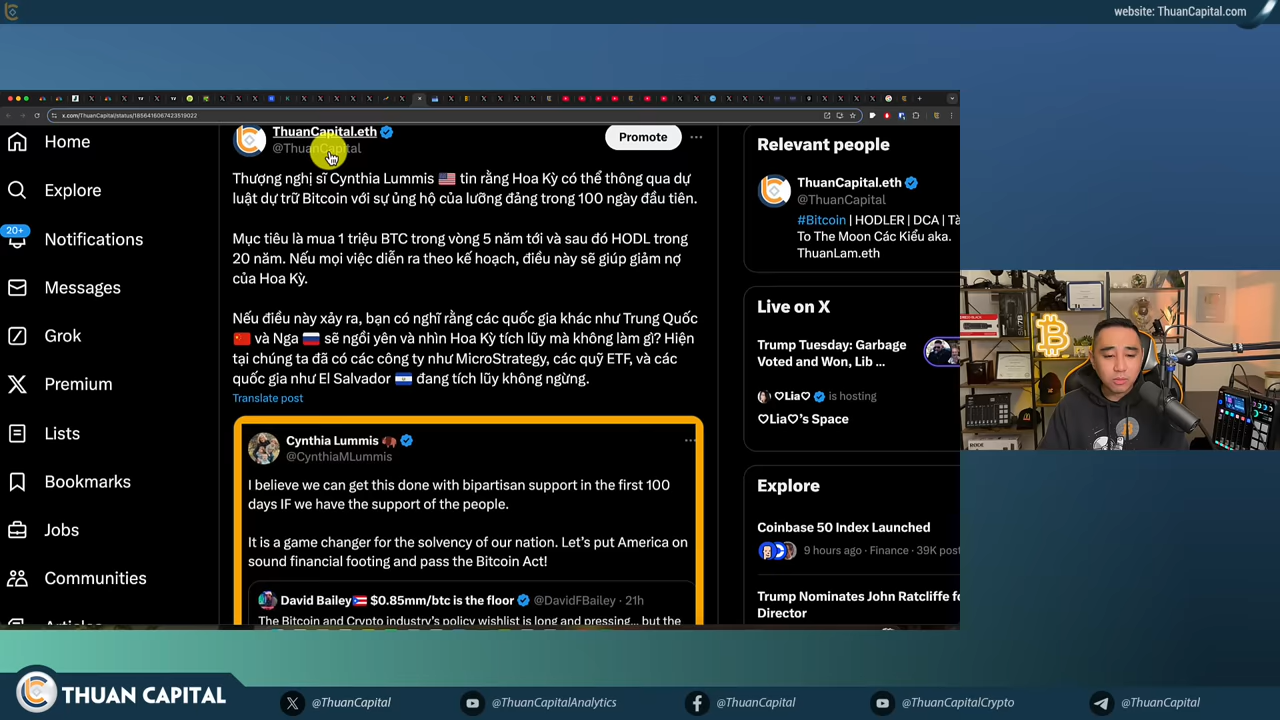 website: ThuanCapital.com
x.com/ThuanCapital/status/1856416067423519022
Home
Explore
20+
Notifications
Messages
Grok
Premium
Lists
Bookmarks
Jobs
Communities
ThuanCapital.eth
@ThuanCapital
Promote
Thượng nghị sĩ Cynthia Lummis 🇺🇸 tin rằng Hoa Kỳ có thể thông qua dự
luật dự trữ Bitcoin với sự ủng hộ của lưỡng đảng trong 100 ngày đầu tiên.
Mục tiêu là mua 1 triệu BTC trong vòng 5 năm tới và sau đó HODL trong
20 năm. Nếu mọi việc diễn ra theo kế hoạch, điều này sẽ giúp giảm nợ
của Hoa Kỳ.
Nếu điều này xảy ra, bạn có nghĩ rằng các quốc gia khác như Trung Quốc
🇨🇳 và Nga 🇷🇺 sẽ ngồi yên và nhìn Hoa Kỳ tích lũy mà không làm gì? Hiện
tại chúng ta đã có các công ty như MicroStrategy, các quỹ ETF, và các
quốc gia như El Salvador 🇸🇻 đang tích lũy không ngừng.
Translate post
Cynthia Lummis 🦬
@CynthiaMLummis
I believe we can get this done with bipartisan support in the first 100
days IF we have the support of the people.
It is a game changer for the solvency of our nation. Let's put America on
sound financial footing and pass the Bitcoin Act!
David Bailey🇵🇷 $0.85mm/btc is the floor @DavidFBailey · 21h
The Bitcoin and Crypto industry's policy wishlist is long and pressing... but the
Relevant people
ThuanCapital.eth
@ThuanCapital
#Bitcoin | HODLER | DCA | Tà
To The Moon Các Kiểu aka.
ThuanLam.eth
Live on X
Trump Tuesday: Garbage
Voted and Won, Lib ...
♡Lia♡ is hosting
♡Lia♡'s Space
Explore
Coinbase 50 Index Launched
9 hours ago · Finance · 39K post
Trump Nominates John Ratcliffe fo
Director
THUAN CAPITAL
@ThuanCapital
@ThuanCapitalAnalytics
@ThuanCapital
@ThuanCapitalCrypto
@ThuanCapital